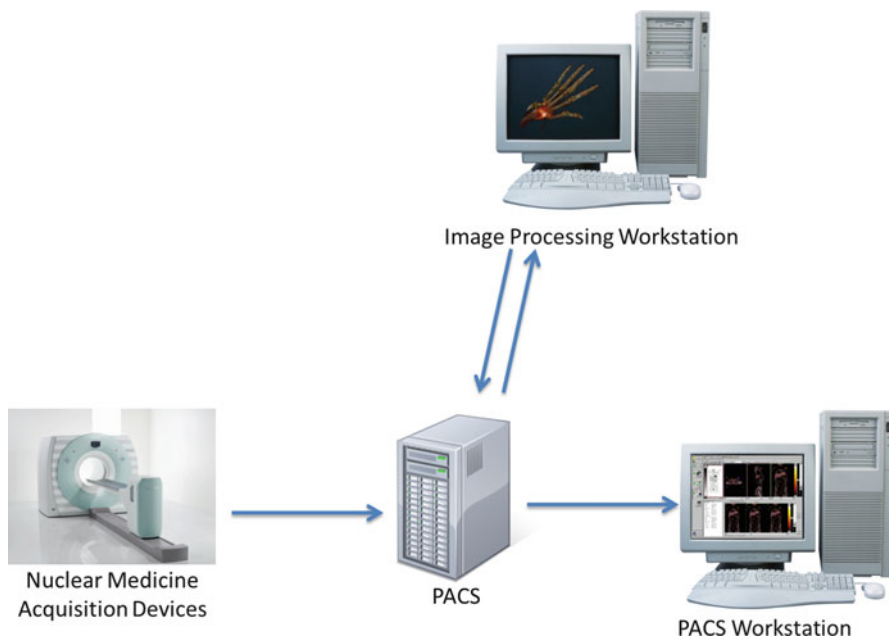 Image Processing Workstation
Nuclear Medicine
Acquisition Devices
PACS
PACS Workstation